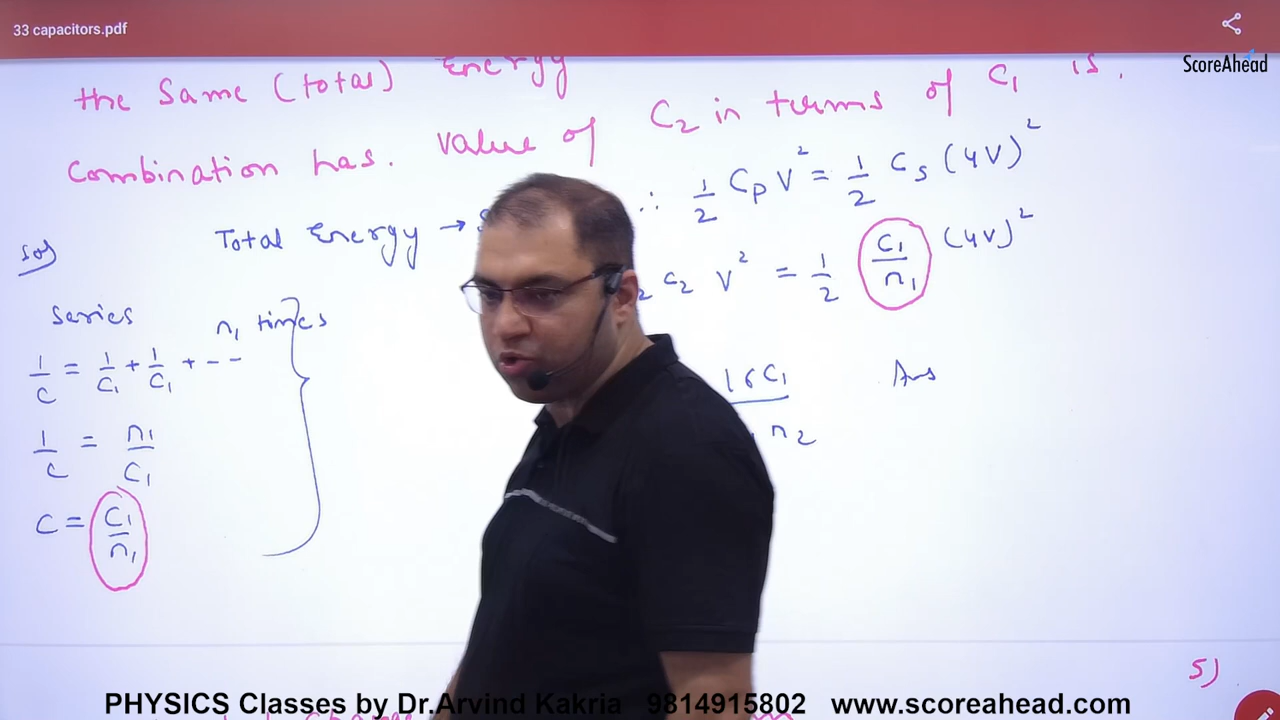 33 capacitors.pdf
ScoreAhead
the Same (total) Energy
Combination has. value of C₂ in terms of C₁ is.
Sol
Total Energy →
∴ 1/2 Cp V² = 1/2 Cs (4V)²
2 C₂ V² = 1/2 C₁/n₁ (4V)²
Series
n₁ times
1/C = 1/C₁ + 1/C₁ + ---
1/C = n₁/C₁
C = C₁/n₁
16C₁
n₂
Ans
5)
PHYSICS Classes by Dr.Arvind Kakria 9814915802 www.scoreahead.com